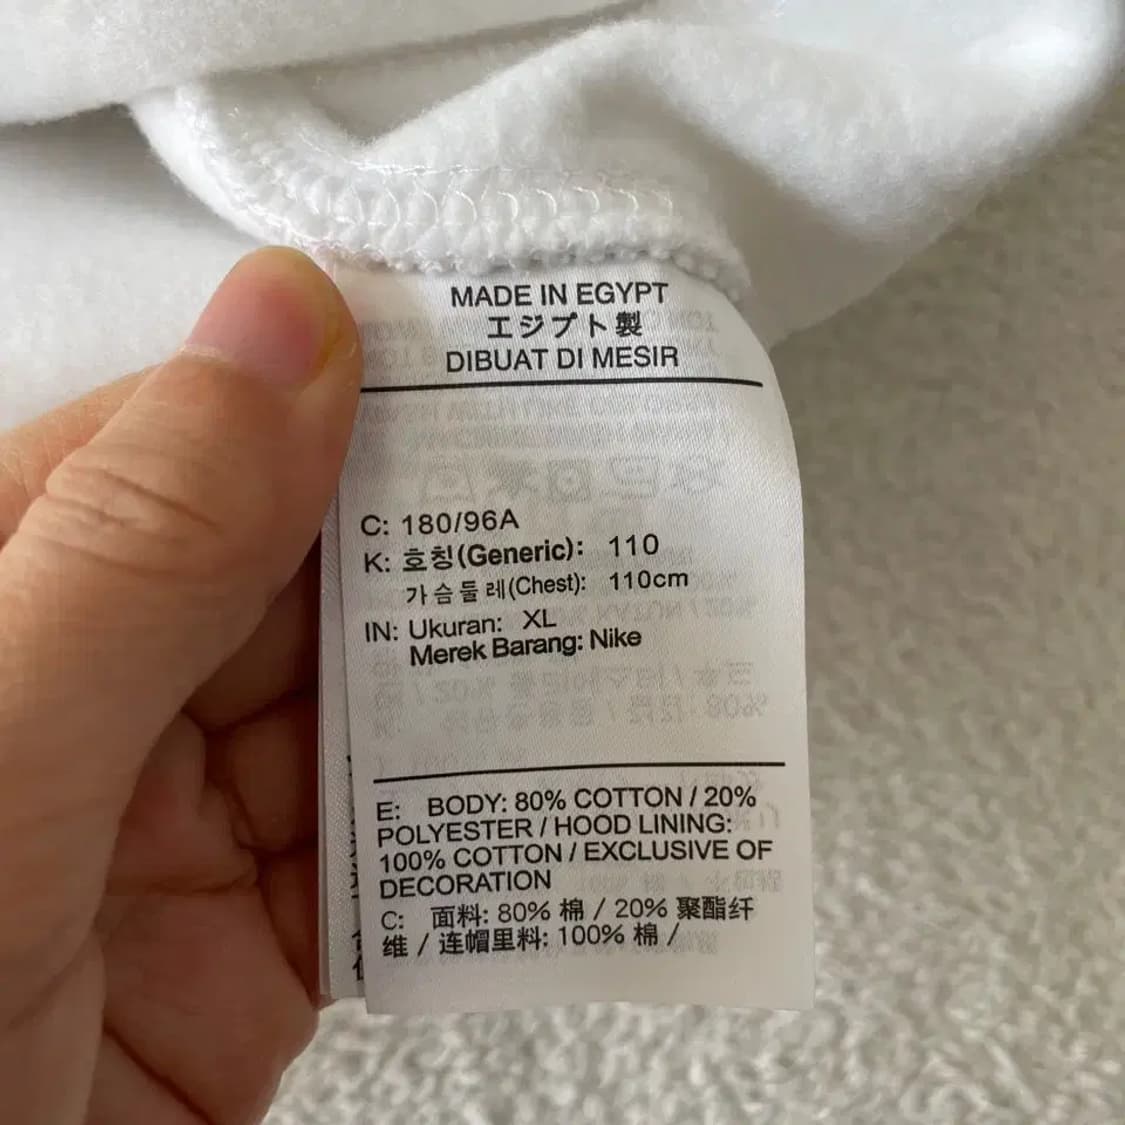 MADE IN EGYPT
エジプト製
DIBUAT DI MESIR
C: 180/96A
K: 호칭(Generic): 110
가슴둘레(Chest): 110cm
IN: Ukuran: XL
Merek Barang: Nike
E: BODY: 80% COTTON / 20%
POLYESTER / HOOD LINING:
100% COTTON / EXCLUSIVE OF
DECORATION
C: 面料: 80% 棉 / 20% 聚酯纤
维 / 连帽里料: 100% 棉 /